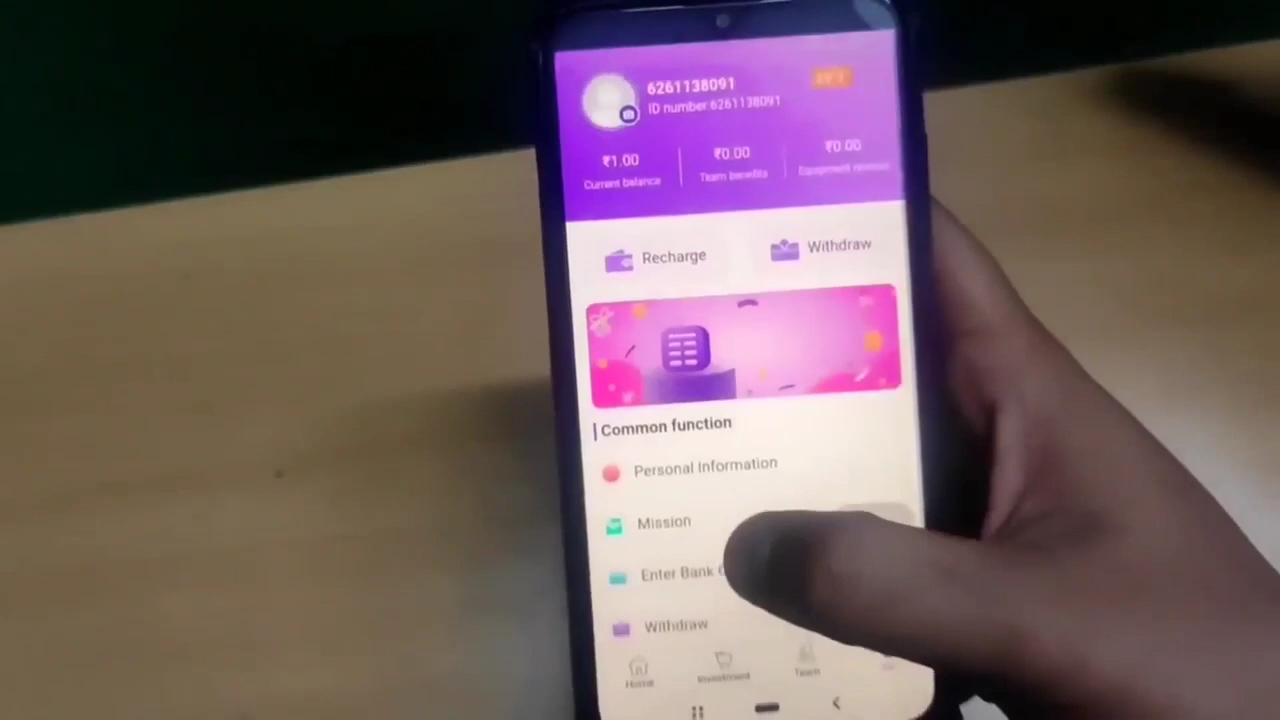 6261138091
ID number:6261138091
₹1.00
₹0.00
₹0.00
Current balance
Team benefits
Equipment
Recharge
Withdraw
Common function
Personal Information
Mission
Enter Bank
Withdraw
Home
Investment
Team